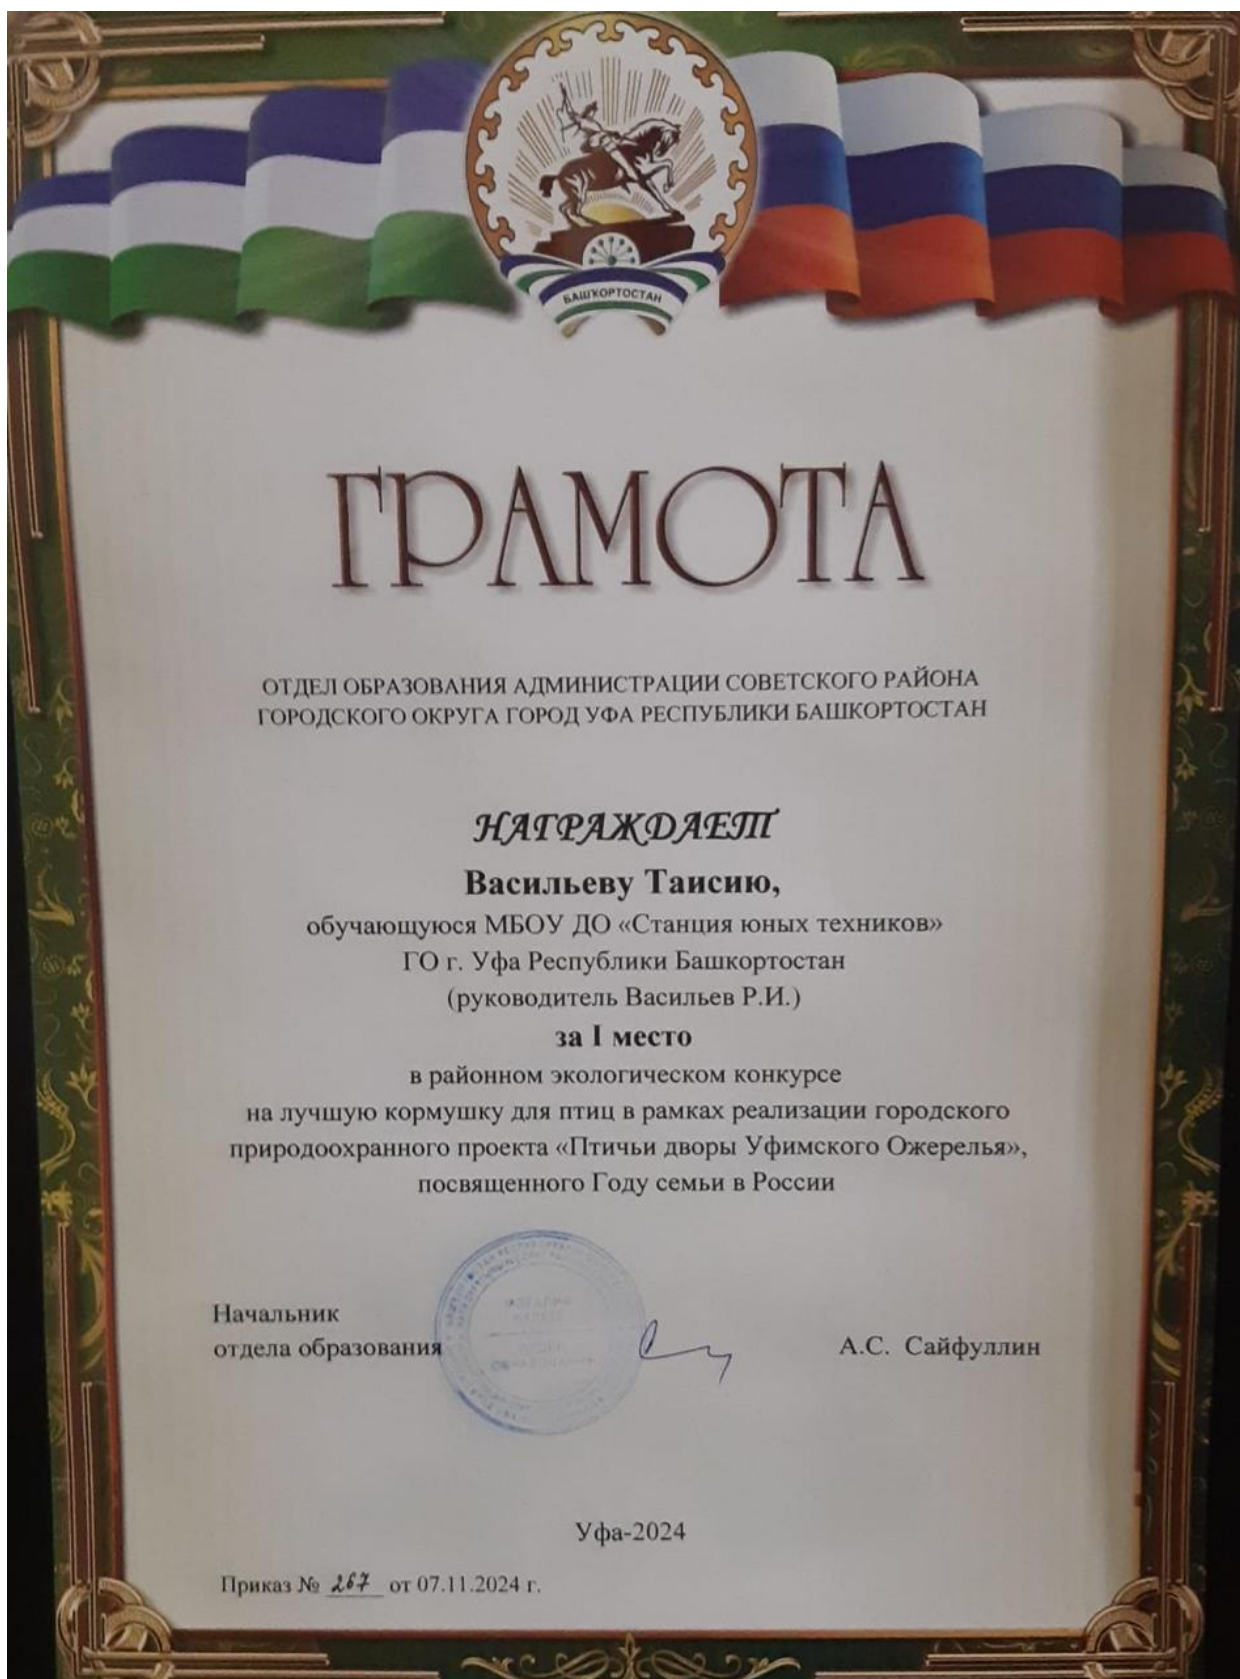 БАШҠОРТОСТАН
ГРАМОТА
ОТДЕЛ ОБРАЗОВАНИЯ АДМИНИСТРАЦИИ СОВЕТСКОГО РАЙОНА
ГОРОДСКОГО ОКРУГА ГОРОД УФА РЕСПУБЛИКИ БАШКОРТОСТАН
НАГРАЖДАЕТ
Васильеву Таисию,
обучающуюся МБОУ ДО «Станция юных техников»
ГО г. Уфа Республики Башкортостан
(руководитель Васильев Р.И.)
за I место
в районном экологическом конкурсе
на лучшую кормушку для птиц в рамках реализации городского
природоохранного проекта «Птичьи дворы Уфимского Ожерелья»,
посвященного Году семьи в России
Начальник
отдела образования А.С. Сайфуллин
Уфа-2024
Приказ № 267 от 07.11.2024 г.